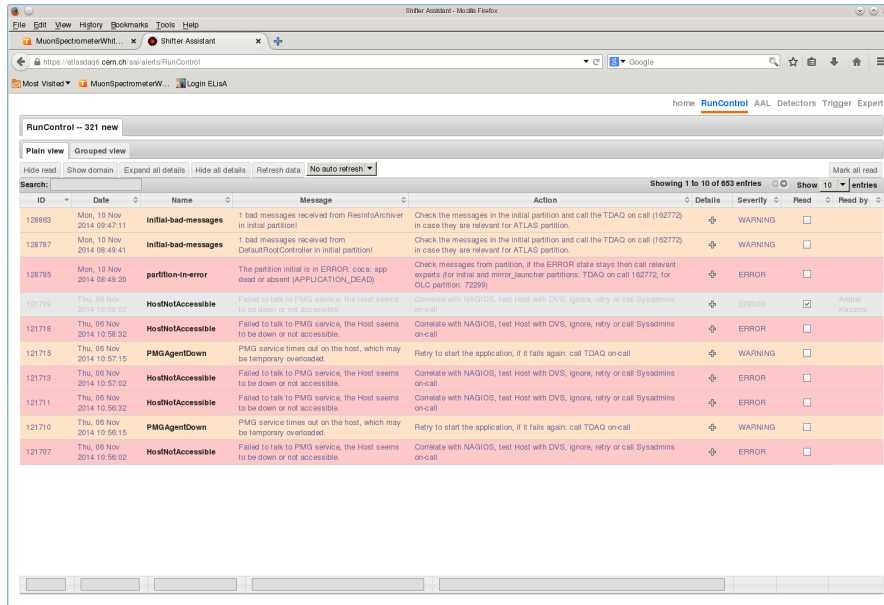 Shifter Assistant - Mozilla Firefox
File Edit View History Bookmarks Tools Help
MuonSpectrometerWhit... Shifter Assistant
https://atlasdaq6.cern.ch/aal/alerts/RunControl Google
Most Visited MuonSpectrometerW... Login ELisA
home RunControl AAL Detectors Trigger Expert
RunControl -- 321 new
Plain view Grouped view
Hide read Show domain Expand all details Hide all details Refresh data No auto refresh Mark all read
Search: Showing 1 to 10 of 653 entries Show 10 entries
ID Date Name Message Action Details Severity Read Read by
128863 Mon, 10 Nov 2014 09:47:11 initial-bad-messages 1 bad messages received from ResInfoArchiver in initial partition! Check the messages in the initial partition and call the TDAQ on call (162772) in case they are relevant for ATLAS partition. WARNING
128787 Mon, 10 Nov 2014 08:49:41 initial-bad-messages 1 bad messages received from DefaultRootController in initial partition! Check the messages in the initial partition and call the TDAQ on call (162772) in case they are relevant for ATLAS partition. WARNING
128785 Mon, 10 Nov 2014 08:49:20 partition-in-error The partition initial is in ERROR: coca: app dead or absent (APPLICATION_DEAD) Check messages from partition, if the ERROR state stays then call relevant experts (for initial and mirror_launcher partitions: TDAQ on call 162772, for OLC partition: 72299) ERROR
121719 Thu, 06 Nov 2014 10:59:02 HostNotAccessible Failed to talk to PMG service, the Host seems to be down or not accessible. Correlate with NAGIOS, test Host with DVS, ignore, retry or call Sysadmins on-call ERROR André Kazarov
121718 Thu, 06 Nov 2014 10:58:32 HostNotAccessible Failed to talk to PMG service, the Host seems to be down or not accessible. Correlate with NAGIOS, test Host with DVS, ignore, retry or call Sysadmins on-call ERROR
121715 Thu, 06 Nov 2014 10:57:15 PMGAgentDown PMG service times out on the host, which may be temporary overloaded. Retry to start the application, if it fails again: call TDAQ on-call WARNING
121713 Thu, 06 Nov 2014 10:57:02 HostNotAccessible Failed to talk to PMG service, the Host seems to be down or not accessible. Correlate with NAGIOS, test Host with DVS, ignore, retry or call Sysadmins on-call ERROR
121711 Thu, 06 Nov 2014 10:56:32 HostNotAccessible Failed to talk to PMG service, the Host seems to be down or not accessible. Correlate with NAGIOS, test Host with DVS, ignore, retry or call Sysadmins on-call ERROR
121710 Thu, 06 Nov 2014 10:56:15 PMGAgentDown PMG service times out on the host, which may be temporary overloaded. Retry to start the application, if it fails again: call TDAQ on-call WARNING
121707 Thu, 06 Nov 2014 10:56:02 HostNotAccessible Failed to talk to PMG service, the Host seems to be down or not accessible. Correlate with NAGIOS, test Host with DVS, ignore, retry or call Sysadmins on-call ERROR